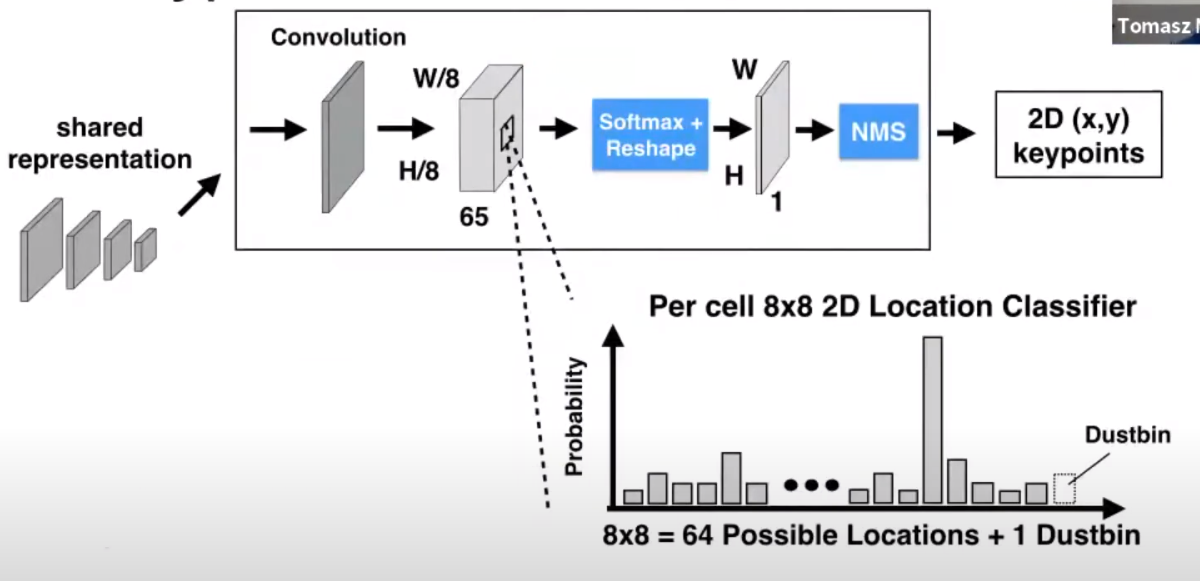 Tomasz
Convolution
W/8
H/8
65
shared
representation
Softmax +
Reshape
W
H
1
NMS
2D (x,y)
keypoints
Per cell 8x8 2D Location Classifier
Probability
Dustbin
8x8 = 64 Possible Locations + 1 Dustbin